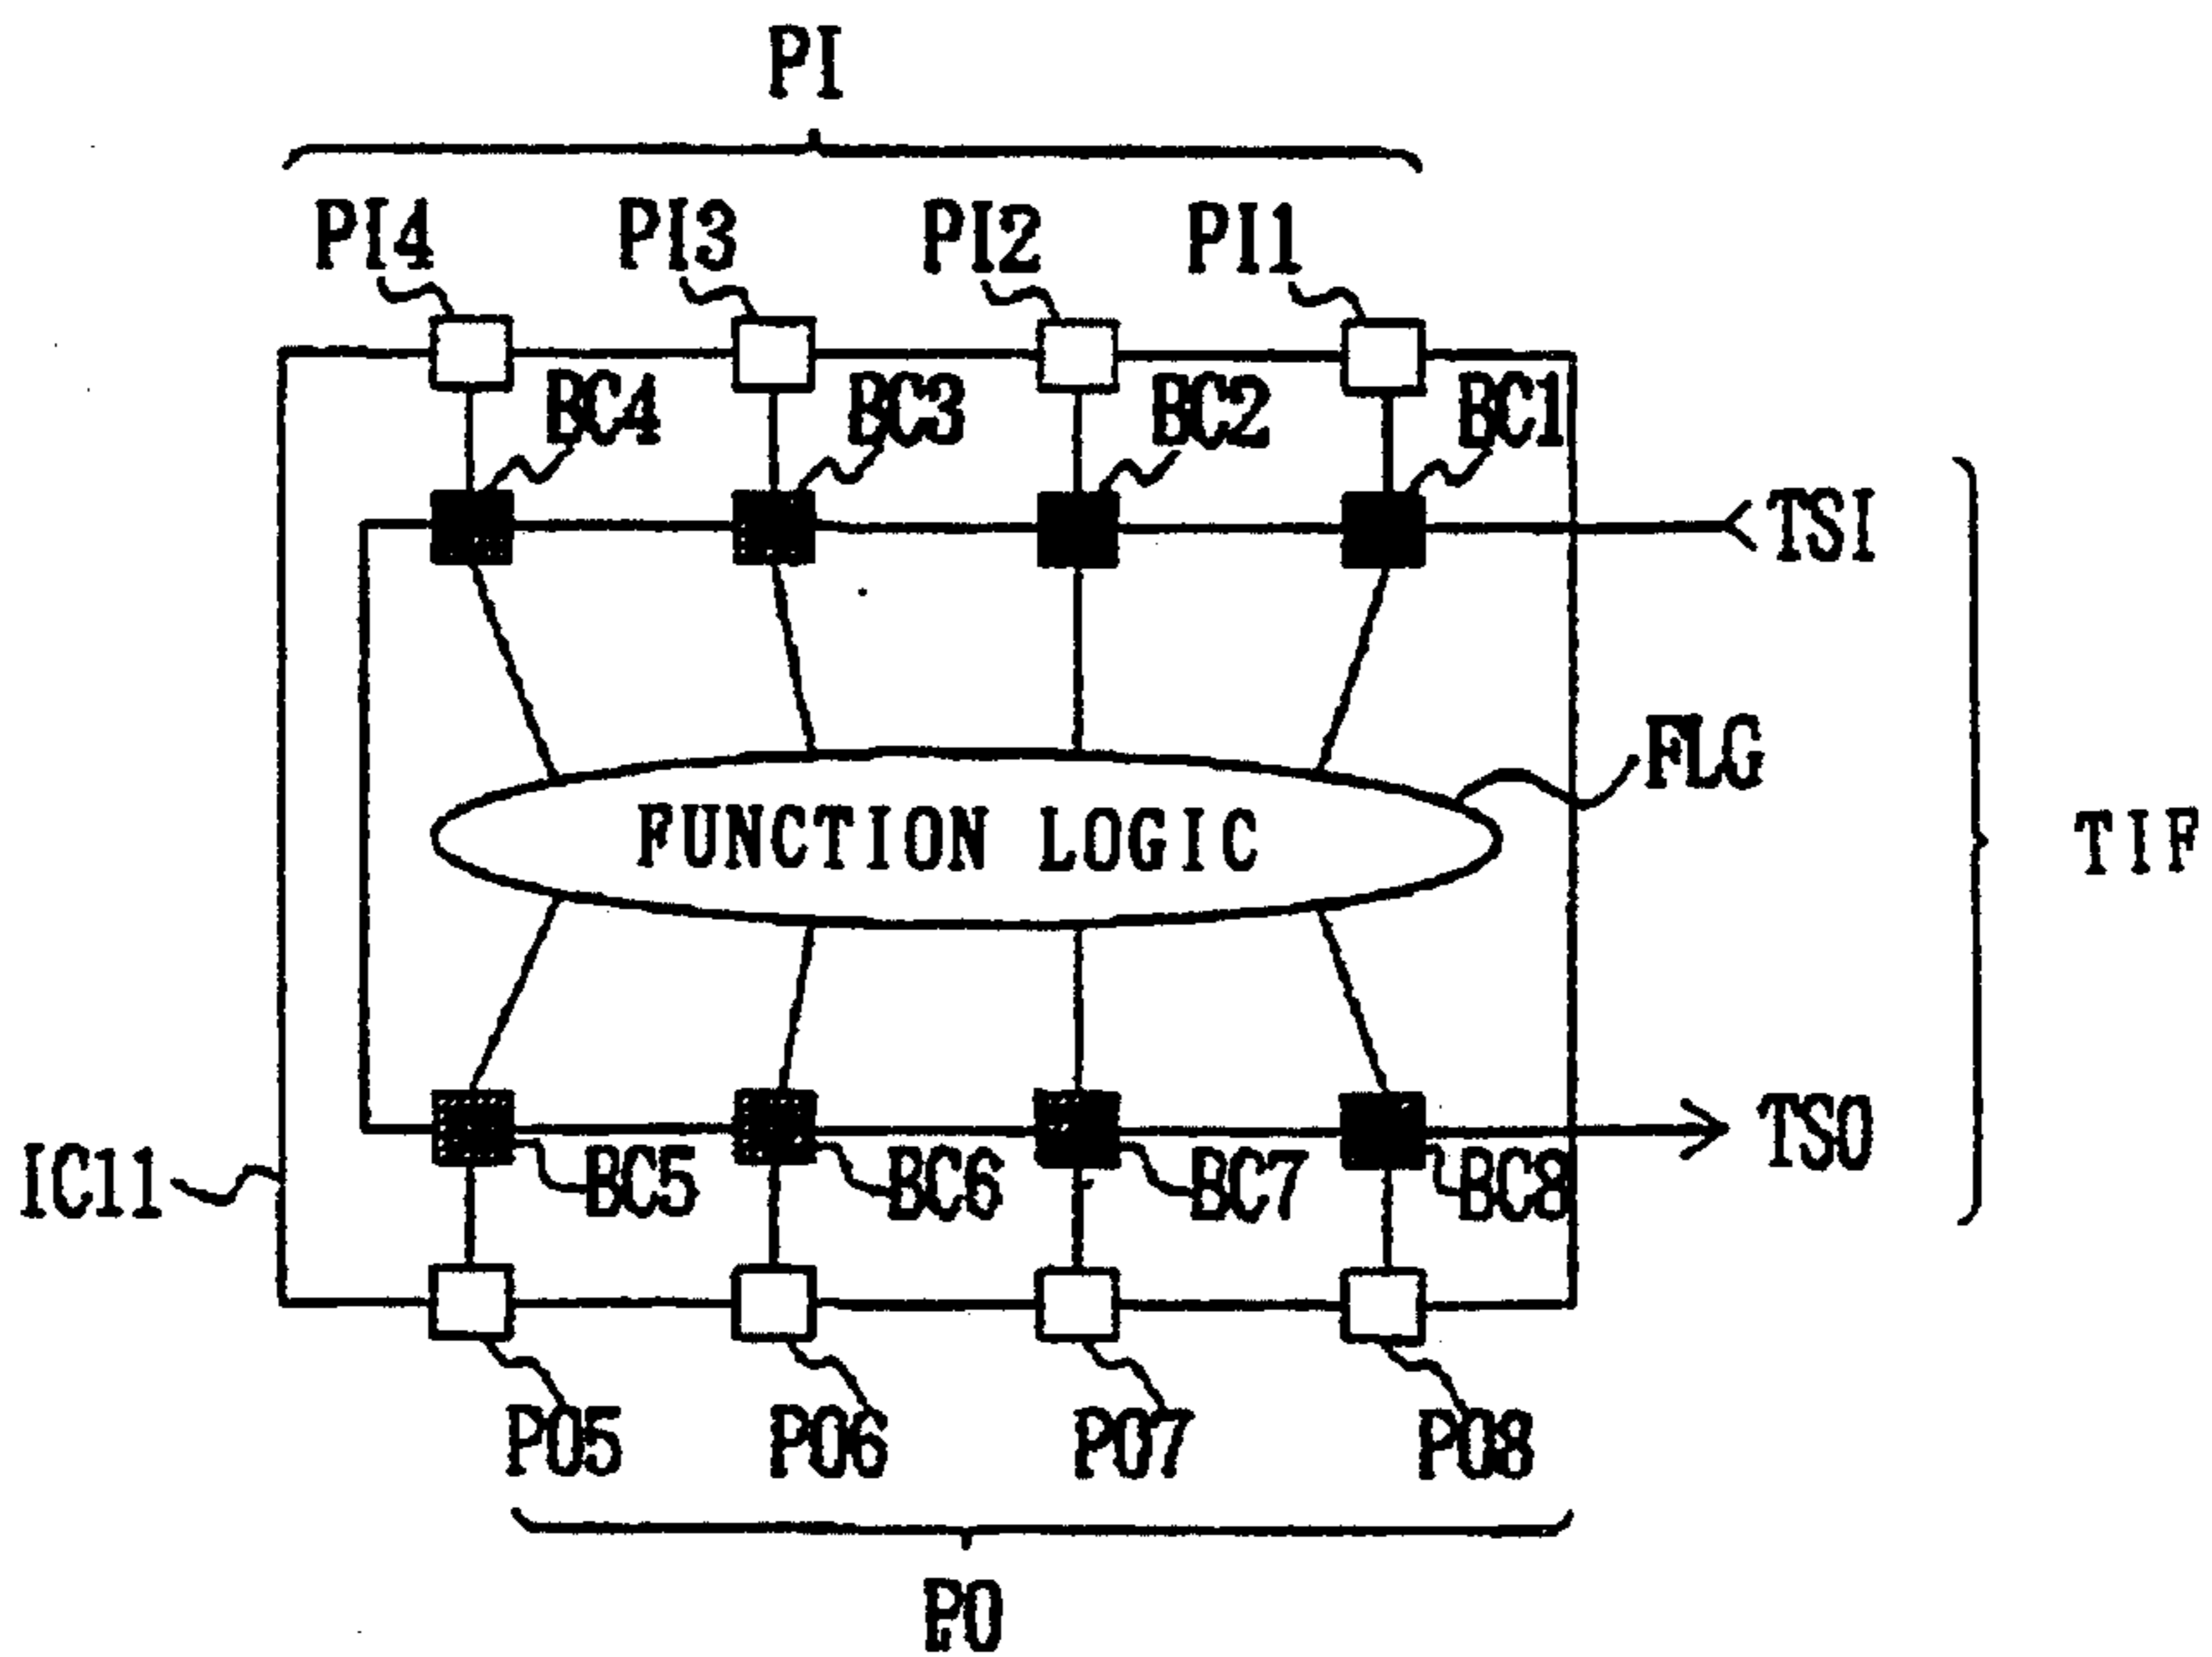 PI
PI4 PI3 PI2 PI1
BC4 BC3 BC2 BC1
TSI
FLG
FUNCTION LOGIC
TIF
TSO
IC11 BC5 BC6 BC7 BC8
PO5 PO6 PO7 PO8
PO